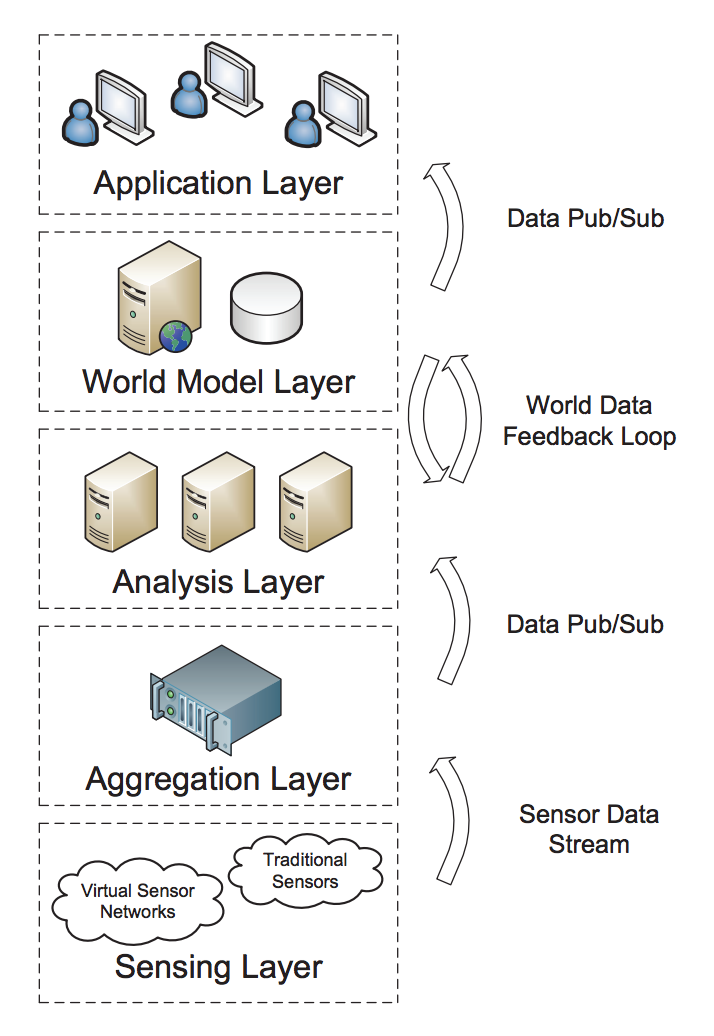 Application Layer
Data Pub/Sub
World Model Layer
World Data
Feedback Loop
Analysis Layer
Data Pub/Sub
Aggregation Layer
Sensor Data
Stream
Traditional
Sensors
Virtual Sensor
Networks
Sensing Layer